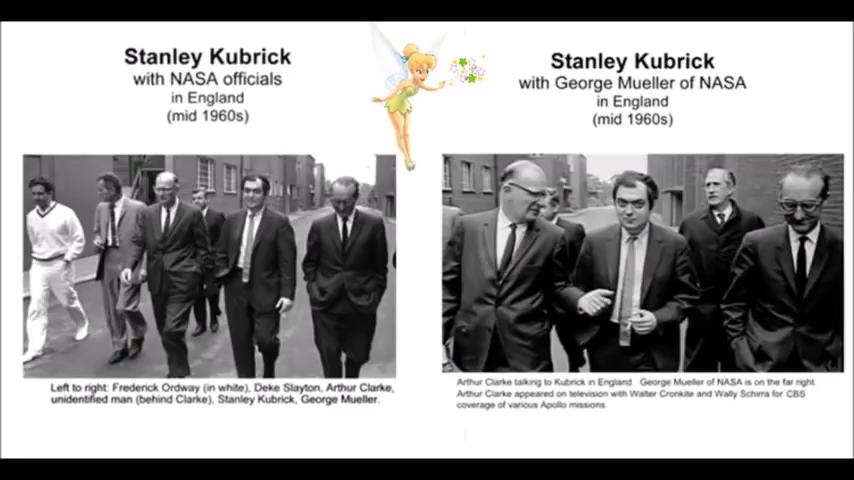 Stanley Kubrick
with NASA officials
in England
(mid 1960s)
Left to right: Frederick Ordway (in white), Deke Slayton, Arthur Clarke,
unidentified man (behind Clarke), Stanley Kubrick, George Mueller.
Stanley Kubrick
with George Mueller of NASA
in England
(mid 1960s)
Arthur Clarke talking to Kubrick in England. George Mueller of NASA is on the far right.
Arthur Clarke appeared on television with Walter Cronkite and Wally Schirra for CBS
coverage of various Apollo missions.